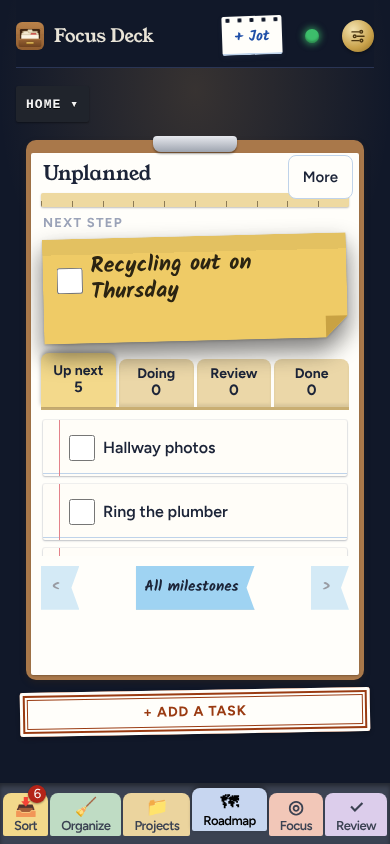 Focus Deck
+ Jot
HOME ▾
Unplanned
More
NEXT STEP
Recycling out on
Thursday
Up next
5
Doing
0
Review
0
Done
0
Hallway photos
Ring the plumber
<
All milestones
>
+ ADD A TASK
6
Sort
Organize
Projects
Roadmap
Focus
Review